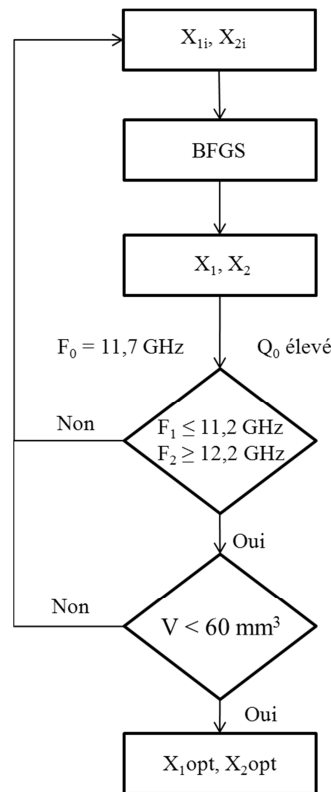 X₁ᵢ, X₂ᵢ
BFGS
X₁, X₂
F₀ = 11,7 GHz
Q₀ élevé
Non
F₁ ≤ 11,2 GHz
F₂ ≥ 12,2 GHz
Oui
Non
V < 60 mm³
Oui
X₁opt, X₂opt